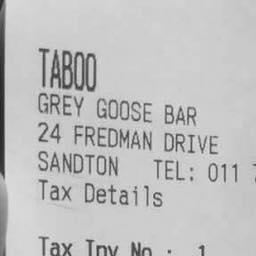 TABOO
GREY GOOSE BAR
24 FREDMAN DRIVE
SANDTON TEL: 011
Tax Details
Tax Inv No : 1